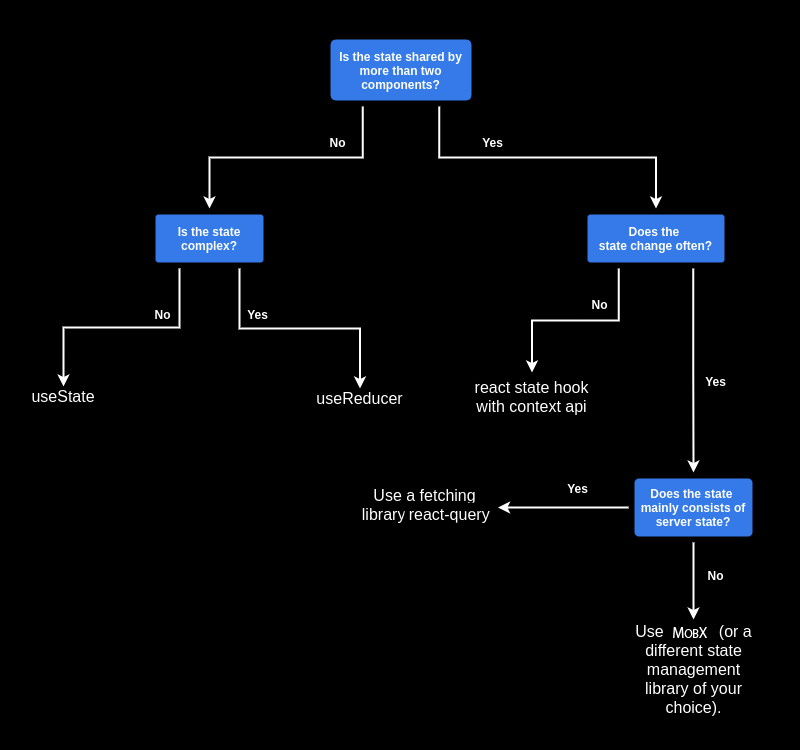 Is the state shared by
more than two
components?
No
Yes
Is the state
complex?
Does the
state change often?
No
Yes
No
useState
useReducer
react state hook
with context api
Yes
Use a fetching
library react-query
Yes
Does the state
mainly consists of
server state?
No
Use MobX (or a
different state
management
library of your
choice).